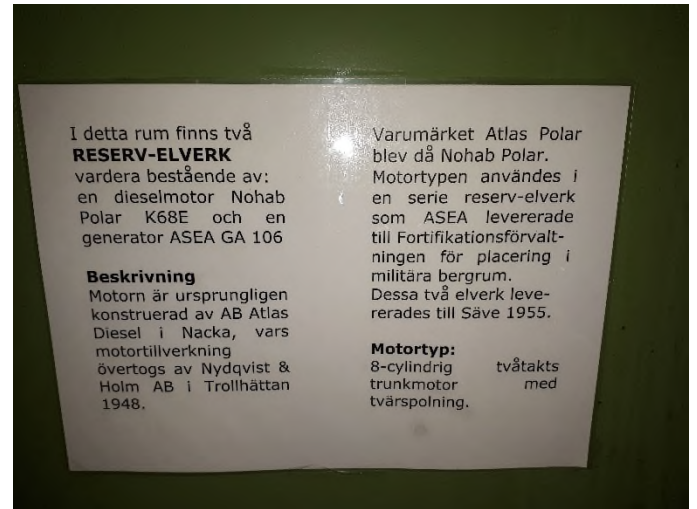 I detta rum finns två
RESERV-ELVERK
vardera bestående av:
en dieselmotor Nohab
Polar K68E och en
generator ASEA GA 106
Beskrivning
Motorn är ursprungligen
konstruerad av AB Atlas
Diesel i Nacka, vars
motortillverkning
övertogs av Nydqvist &
Holm AB i Trollhättan
1948.
Varumärket Atlas Polar
blev då Nohab Polar.
Motortypen användes i
en serie reserv-elverk
som ASEA levererade
till Fortifikationsförvalt-
ningen för placering i
militära bergrum.
Dessa två elverk leve-
rerades till Säve 1955.
Motortyp:
8-cylindrig tvåtakts
trunkmotor med
tvärspolning.